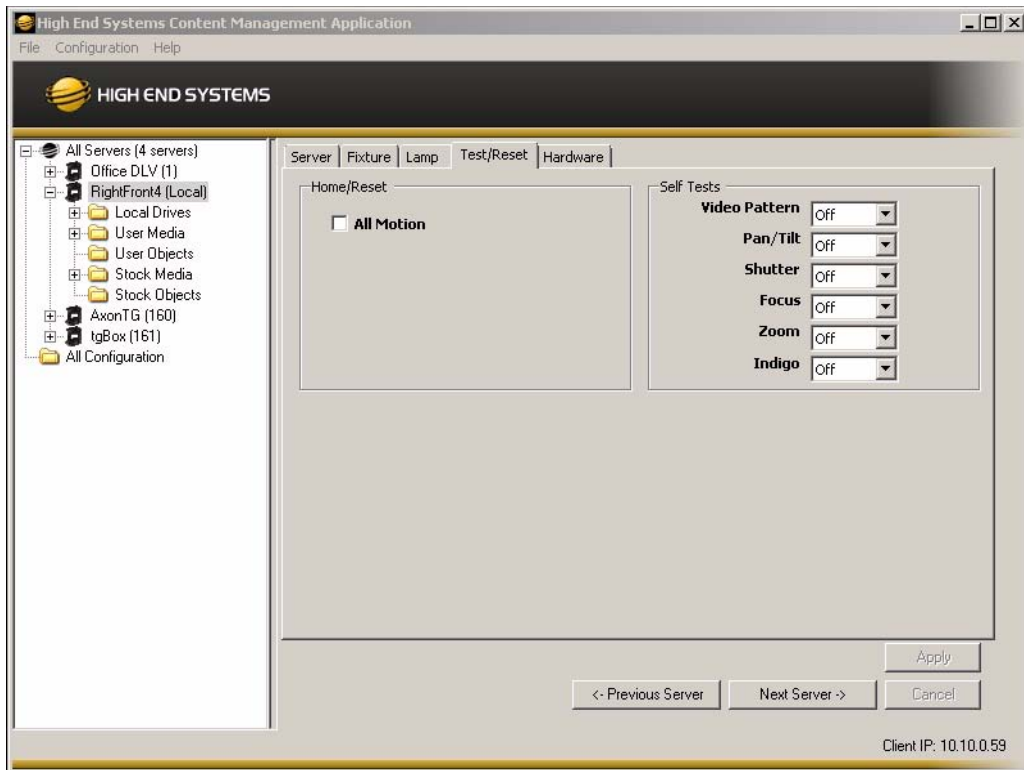 High End Systems Content Management Application
File Configuration Help
HIGH END SYSTEMS
All Servers (4 servers)
Office DLV (1)
RightFront4 (Local)
Local Drives
User Media
User Objects
Stock Media
Stock Objects
AxonTG (160)
tgBox (161)
All Configuration
Server Fixture Lamp Test/Reset Hardware
Home/Reset
All Motion
Self Tests
Video Pattern Off
Pan/Tilt Off
Shutter Off
Focus Off
Zoom Off
Indigo Off
Apply
<- Previous Server Next Server -> Cancel
Client IP: 10.10.0.59